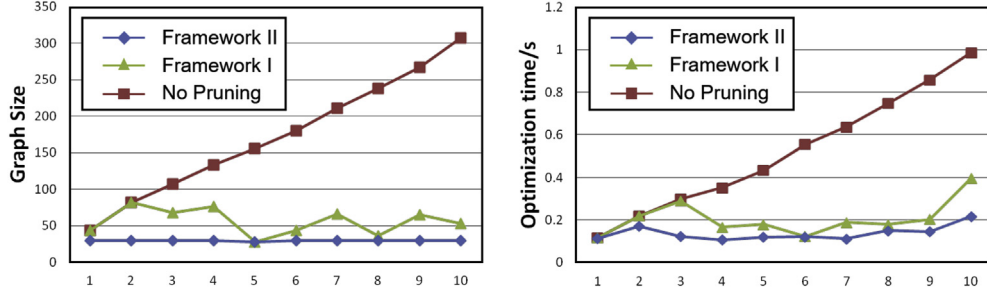 350
300
250
200
150
100
50
0
Graph Size
Framework II
Framework I
No Pruning
1 2 3 4 5 6 7 8 9 10
1.2
1
0.8
0.6
0.4
0.2
0
Optimization time/s
Framework II
Framework I
No Pruning
1 2 3 4 5 6 7 8 9 10